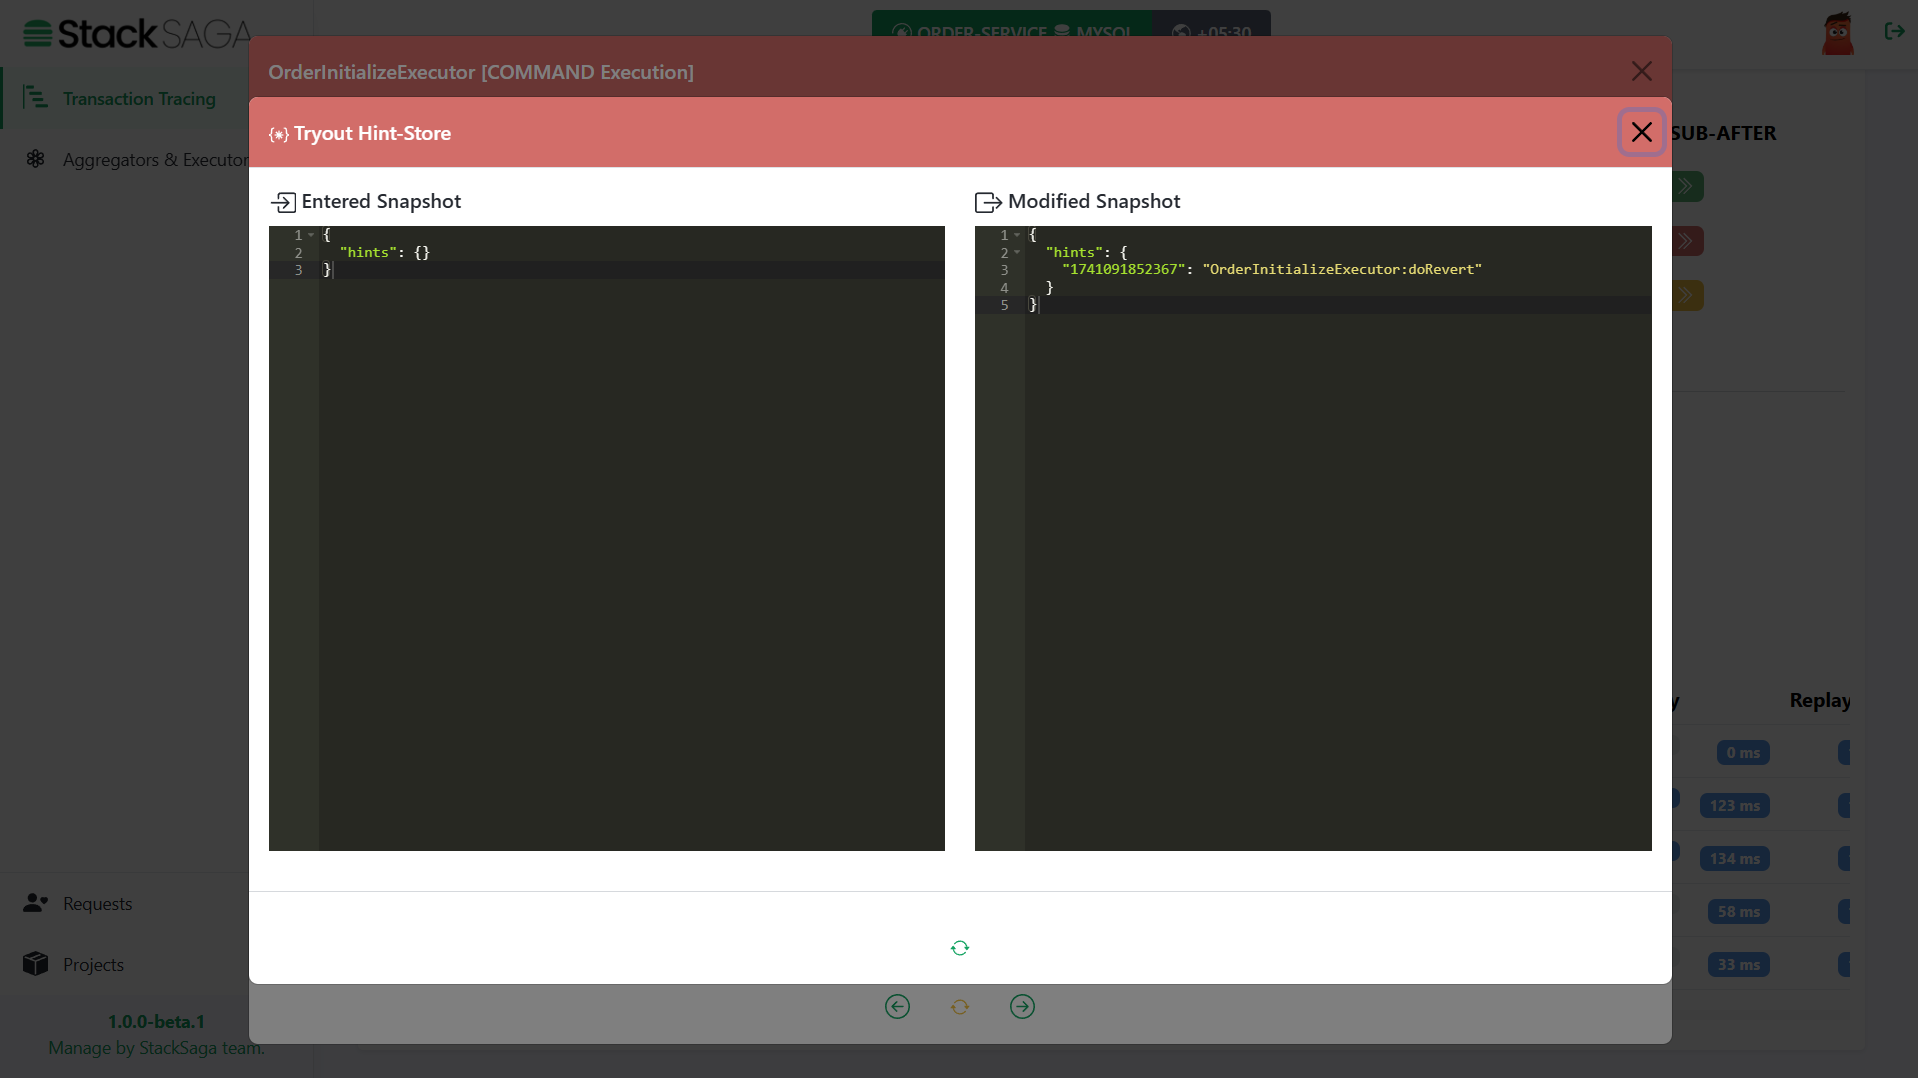 StackSAGA
ORDER-SERVICE MYSQL
+05:30
OrderInitializeExecutor [COMMAND Execution]
Transaction Tracing
Aggregators & Executor
{*} Tryout Hint-Store
SUB-AFTER
Entered Snapshot
1 {
2 "hints": {}
3 }
Modified Snapshot
1 {
2 "hints": {
3 "1741091852367": "OrderInitializeExecutor:doRevert"
4 }
5 }
y
Replay
0 ms
123 ms
134 ms
58 ms
33 ms
Requests
Projects
1.0.0-beta.1
Manage by StackSaga team.